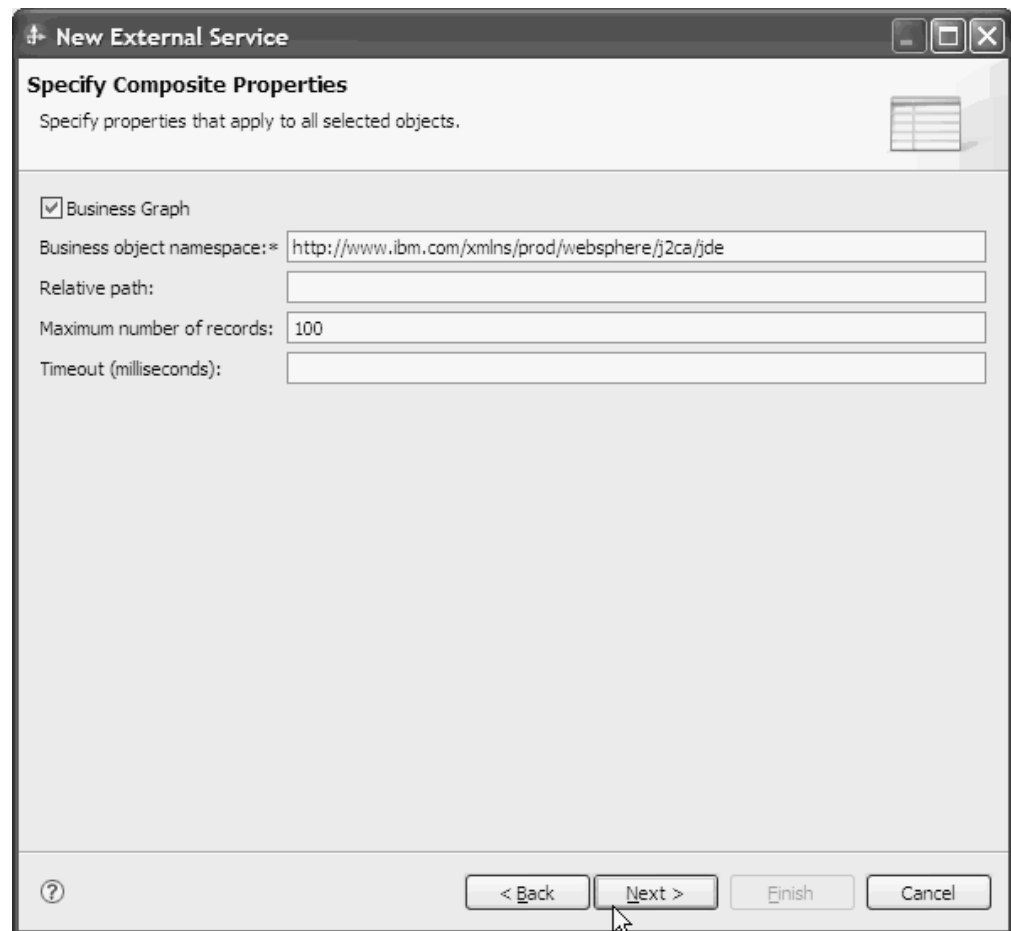 New External Service
Specify Composite Properties
Specify properties that apply to all selected objects.
Business Graph
Business object namespace:* http://www.ibm.com/xmlns/prod/websphere/j2ca/jde
Relative path:
Maximum number of records: 100
Timeout (milliseconds):
? < Back Next > Finish Cancel